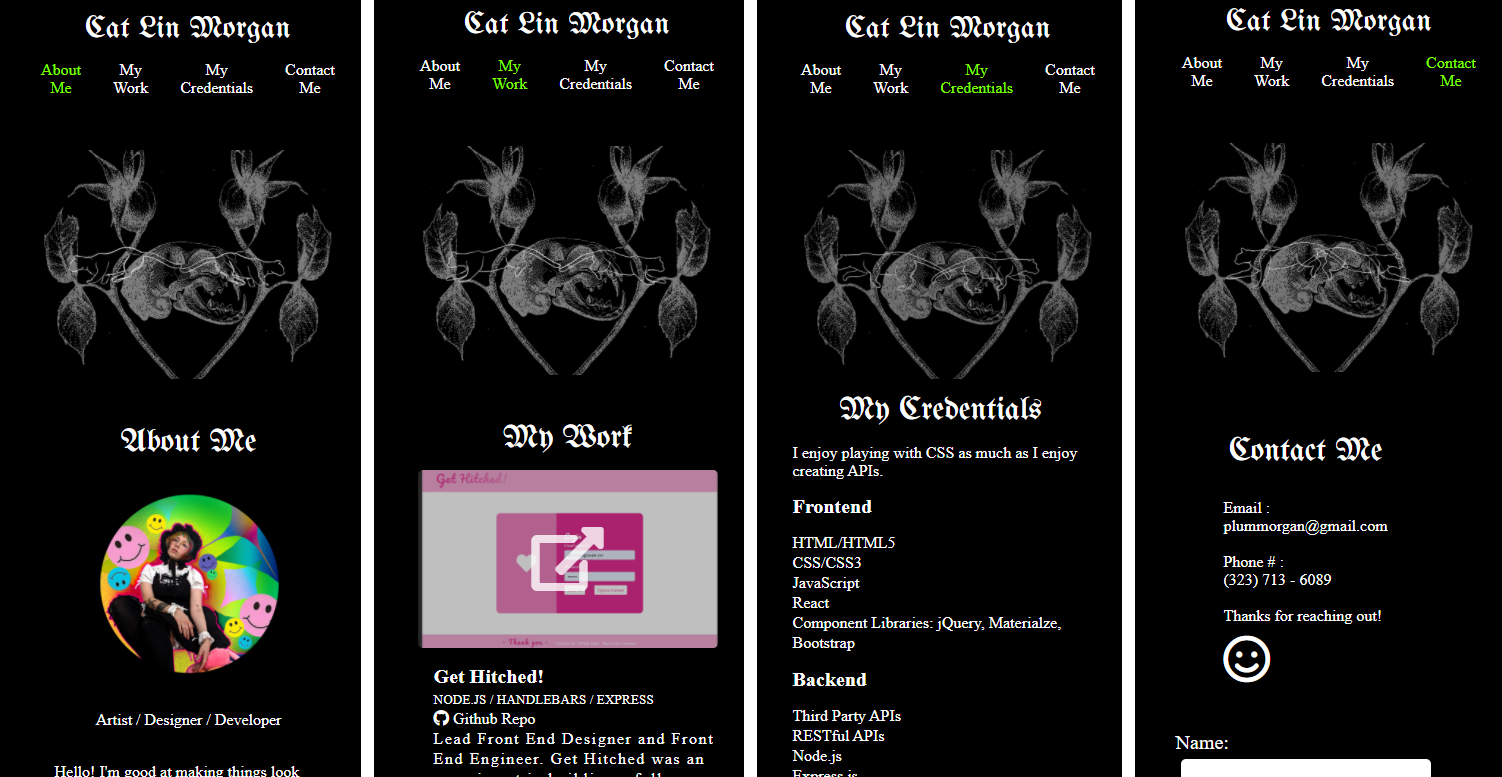 Cat Lin Morgan
About Me
My Work
My Credentials
Contact Me
About Me
Artist / Designer / Developer
Hello! I'm good at making things look
Cat Lin Morgan
About Me
My Work
My Credentials
Contact Me
My Work
Get Hitched!
- Thank you -
Get Hitched!
NODE.JS / HANDLEBARS / EXPRESS
Github Repo
Lead Front End Designer and Front
End Engineer. Get Hitched was an
Cat Lin Morgan
About Me
My Work
My Credentials
Contact Me
My Credentials
I enjoy playing with CSS as much as I enjoy
creating APIs.
Frontend
HTML/HTML5
CSS/CSS3
JavaScript
React
Component Libraries: jQuery, Materialze,
Bootstrap
Backend
Third Party APIs
RESTful APIs
Node.js
Express.js
Cat Lin Morgan
About Me
My Work
My Credentials
Contact Me
Contact Me
Email :
plummorgan@gmail.com
Phone # :
(323) 713 - 6089
Thanks for reaching out!
Name: